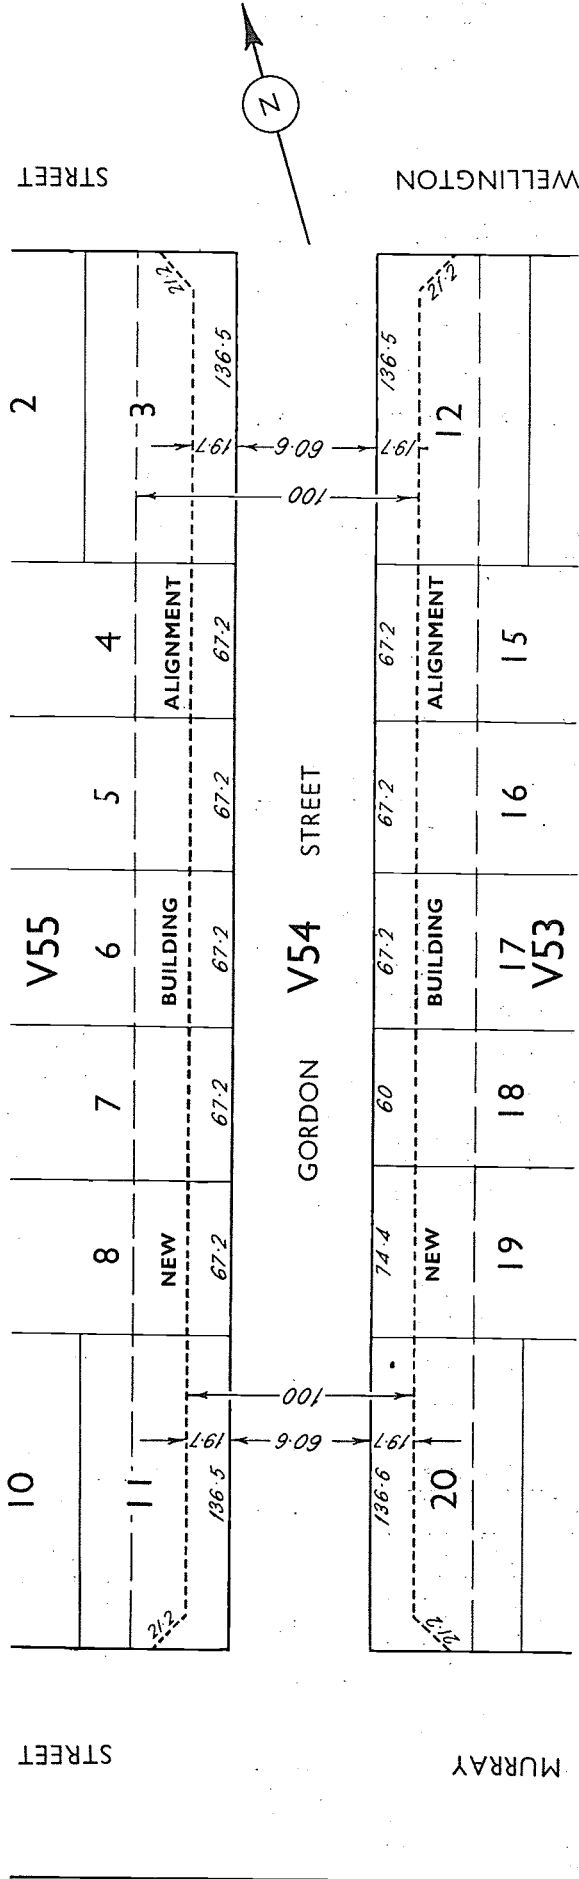 STREET
WELLINGTON
N
2
3
21.2
136.5
19.7
60.6
19.7
100
136.5
21.2
12
4
ALIGNMENT
67.2
67.2
ALIGNMENT
15
5
67.2
STREET
67.2
16
V55
6
BUILDING
67.2
V54
67.2
BUILDING
17
V53
7
67.2
GORDON
60
18
8
NEW
67.2
74.4
NEW
19
10
11
21.2
136.5
19.7
60.6
19.7
100
136.6
21.2
20
STREET
MURRAY